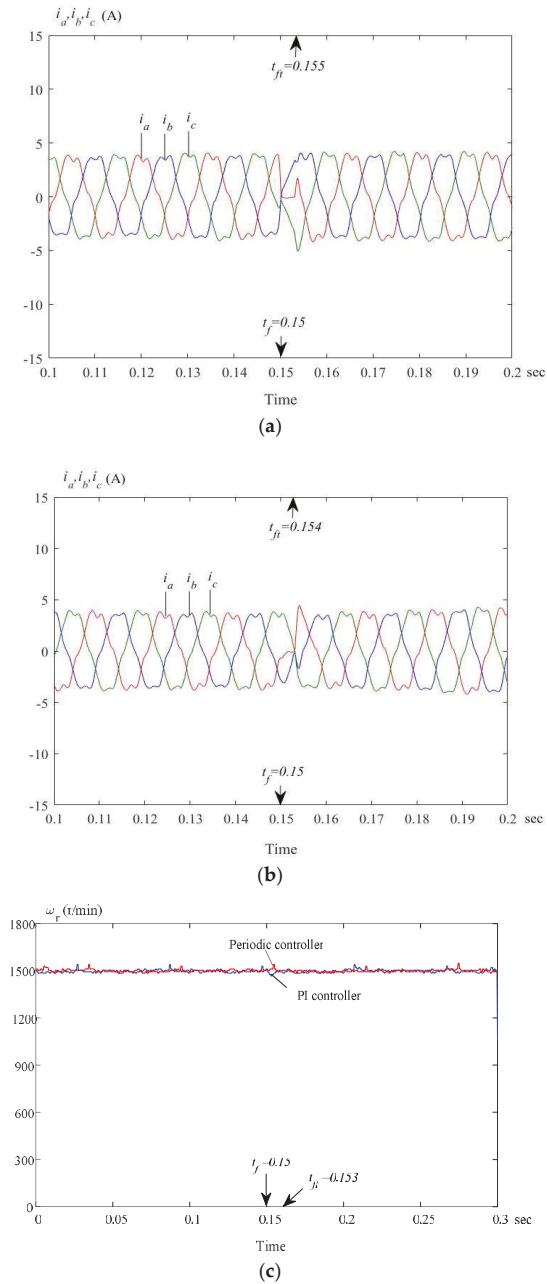 i_a,i_b,i_c (A)
15
t_ft=0.155
10
i_a i_b i_c
5
0
-5
-10
t_f=0.15
-15
0.1 0.11 0.12 0.13 0.14 0.15 0.16 0.17 0.18 0.19 0.2 sec
Time
(a)
i_a,i_b,i_c (A)
15
t_ft=0.154
10
i_a i_b i_c
5
0
-5
-10
t_f=0.15
-15
0.1 0.11 0.12 0.13 0.14 0.15 0.16 0.17 0.18 0.19 0.2 sec
Time
(b)
ω_r (r/min)
1800
Periodic controller
1500
PI controller
1200
900
600
300
t_f=0.15
t_ft=0.153
0
0 0.05 0.1 0.15 0.2 0.25 0.3 sec
Time
(c)